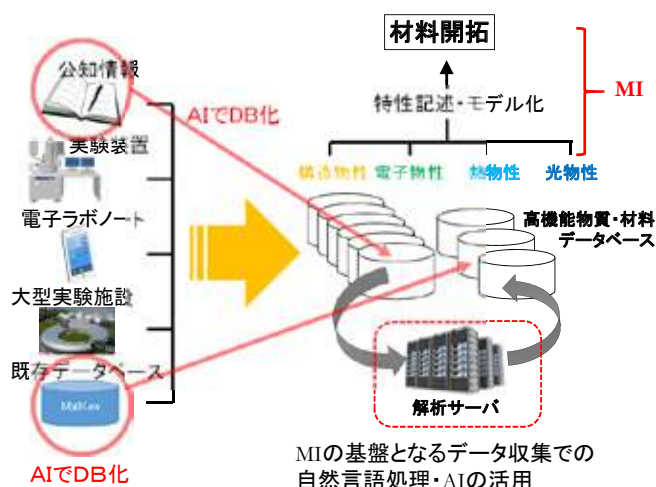 材料開拓
MI
公知情報
AIでDB化
特性記述・モデル化
実験装置
構造物性
電子物性
熱物性
光物性
電子ラボノート
高機能物質・材料
データベース
大型実験施設
既存データベース
MatNavi
解析サーバ
AIでDB化
MIの基盤となるデータ収集での
自然言語処理・AIの活用